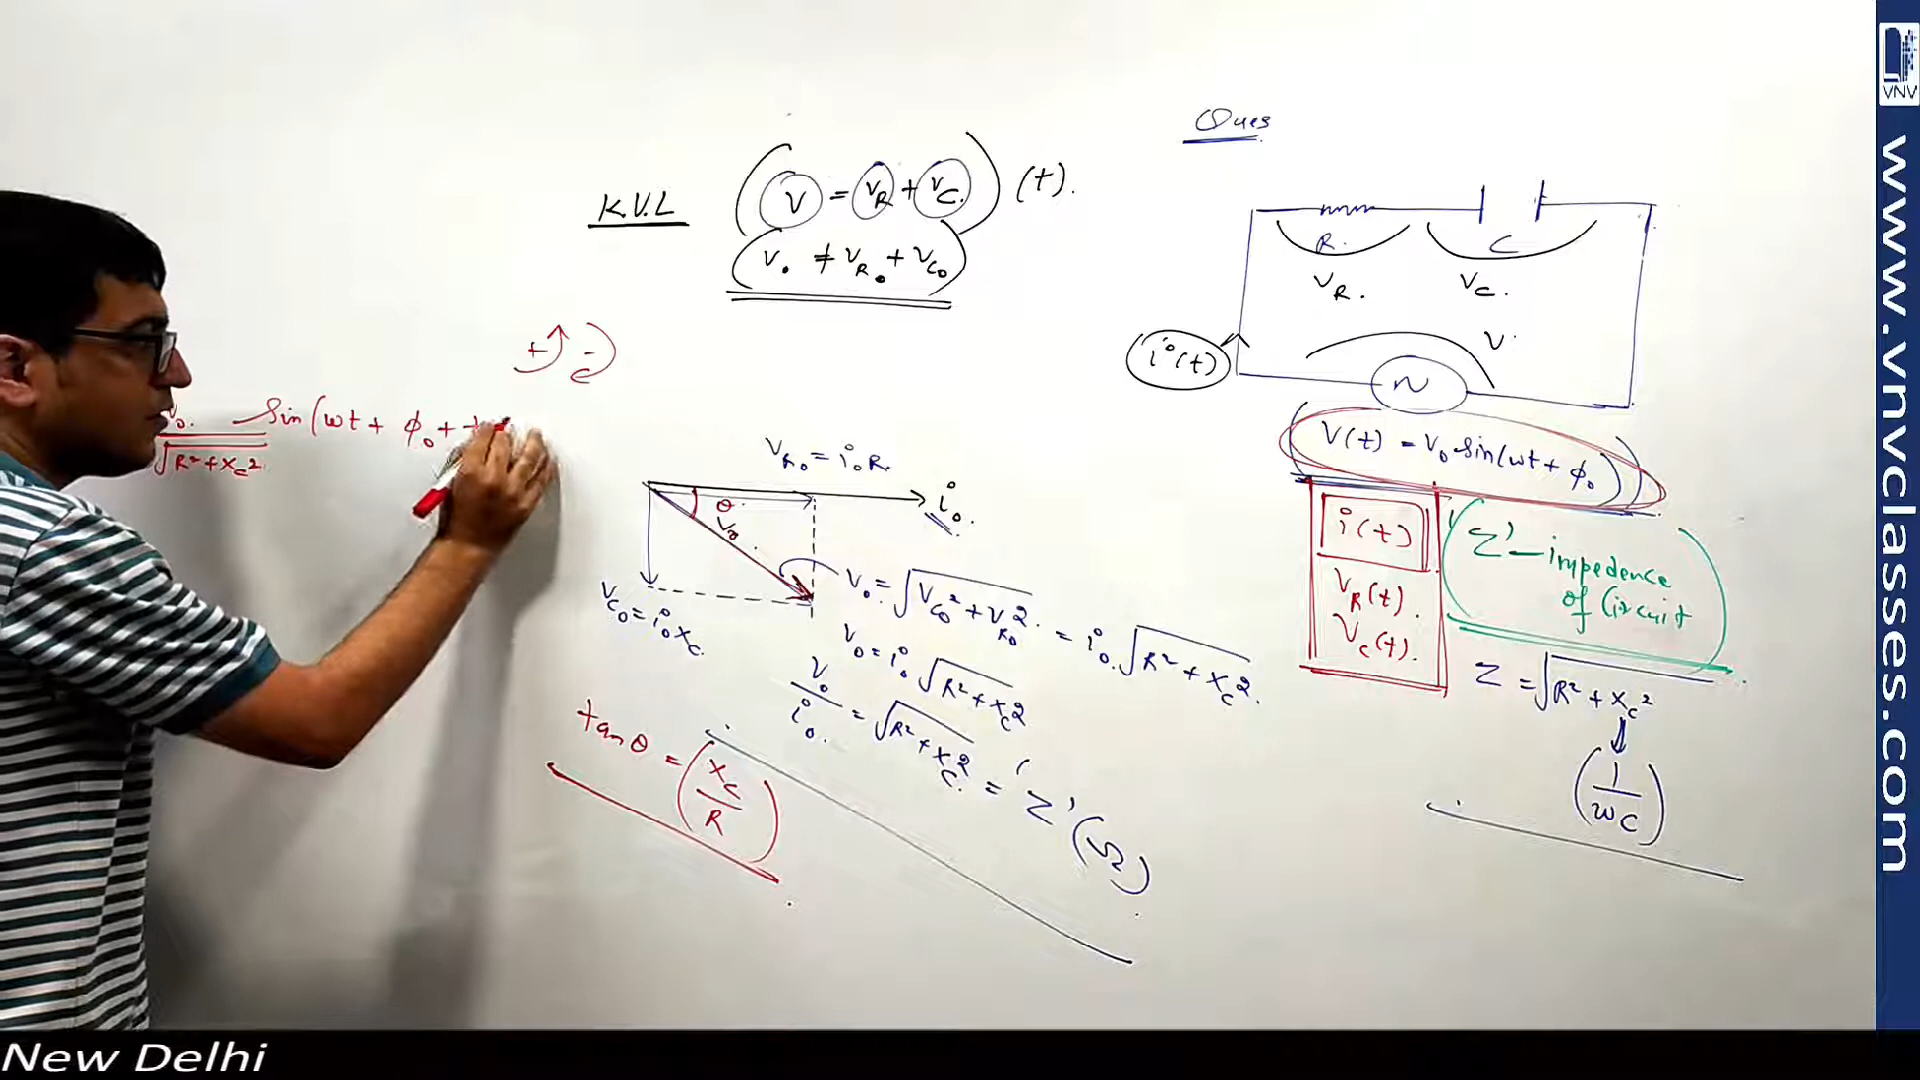 Ques
K.V.L (V = VR + VC) (t).
V0 ≠ VR0 + VC0
R.
C
VR.
VC.
V
i(t)
+
-
~
V(t) = V0 sin(ωt + φ0)
V0. sin(ωt + φ0 +
√R²+XC²
VR0 = i0R.
i0.
θ
V0
VC0 = i0XC.
V0 = √VC0² + VR0² = i0.√R² + XC².
V0 = i0√R² + XC²
V0/i0. = √R² + XC² = 'Z' (Ω)
tanθ = (XC/R)
i(t)
VR(t).
VC(t).
'Z' – impedence
of Circuit
Z = √R² + XC²
(1/ωC)
VNV
www.vnvclasses.com
New Delhi